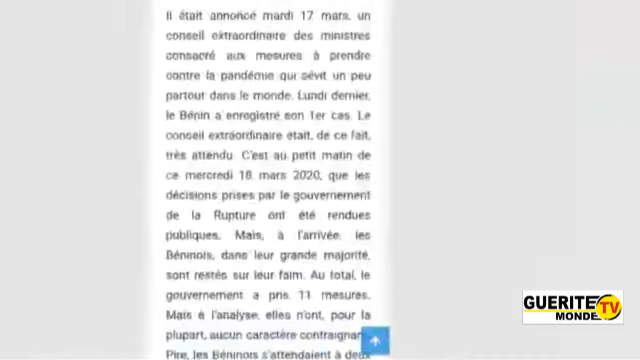 Il était annoncé mardi 17 mars, un
conseil extraordinaire des ministres
consacré aux mesures à prendre
contre la pandémie qui sévit un peu
partout dans le monde. Lundi dernier,
le Bénin a enregistré son 1er cas. Le
conseil extraordinaire était, de ce fait,
très attendu. C'est au petit matin de
ce mercredi 18 mars 2020, que les
décisions prises par le gouvernement
de la Rupture ont été rendues
publiques. Mais, à l'arrivée, les
Béninois, dans leur grande majorité,
sont restés sur leur faim. Au total, le
gouvernement a pris 11 mesures.
Mais à l'analyse, elles n'ont, pour la
plupart, aucun caractère contraignant.
Pire, les Béninois s'attendaient à deux
GUERITE TV
MONDE